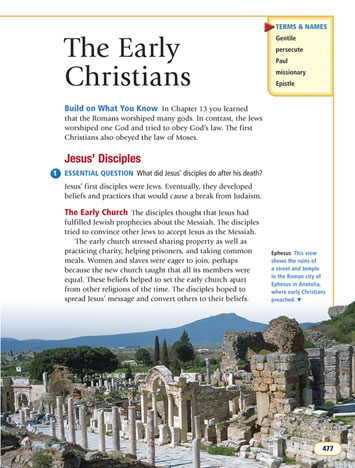 The Early
Christians
TERMS & NAMES
Gentile
persecute
Paul
missionary
Epistle
Build on What You Know In Chapter 13 you learned
that the Romans worshiped many gods. In contrast, the Jews
worshiped one God and tried to obey God's law. The first
Christians also obeyed the law of Moses.
Jesus' Disciples
1 ESSENTIAL QUESTION What did Jesus' disciples do after his death?
Jesus' first disciples were Jews. Eventually, they developed
beliefs and practices that would cause a break from Judaism.
The Early Church The disciples thought that Jesus had
fulfilled Jewish prophecies about the Messiah. The disciples
tried to convince other Jews to accept Jesus as the Messiah.
The early church stressed sharing property as well as
practicing charity, helping prisoners, and taking common
meals. Women and slaves were eager to join, perhaps
because the new church taught that all its members were
equal. These beliefs helped to set the early church apart
from other religions of the time. The disciples hoped to
spread Jesus' message and convert others to their beliefs.
Ephesus This view
shows the ruins of
a street and temple
in the Roman city of
Ephesus in Anatolia,
where early Christians
preached. ▼
477